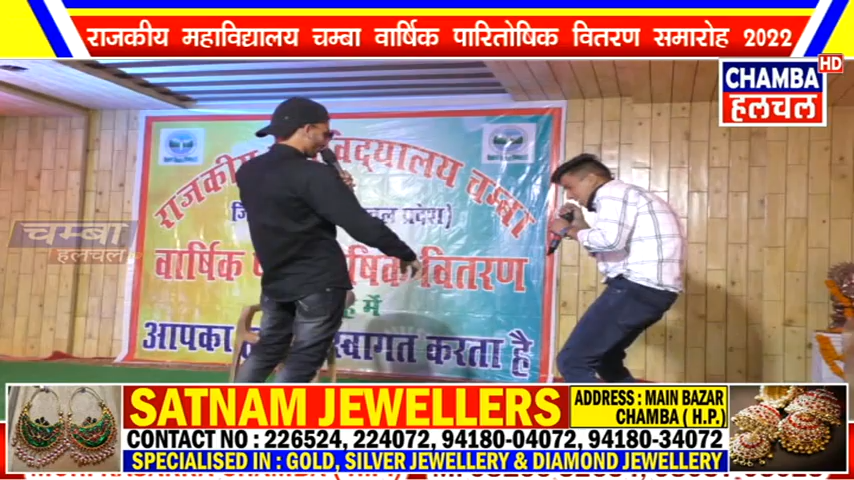 राजकीय महाविद्यालय चम्बा वार्षिक पारितोषिक वितरण समारोह 2022
CHAMBA HD
हलचल
राजकीय विद्यालय चम्बा
प्रदेश)
चम्बा
हलचल
वार्षिक षिक वितरण
में
आपका स्वागत करता है
SATNAM JEWELLERS
ADDRESS : MAIN BAZAR
CHAMBA ( H.P.)
CONTACT NO : 226524, 224072, 94180-04072, 94180-34072
SPECIALISED IN : GOLD, SILVER JEWELLERY & DIAMOND JEWELLERY